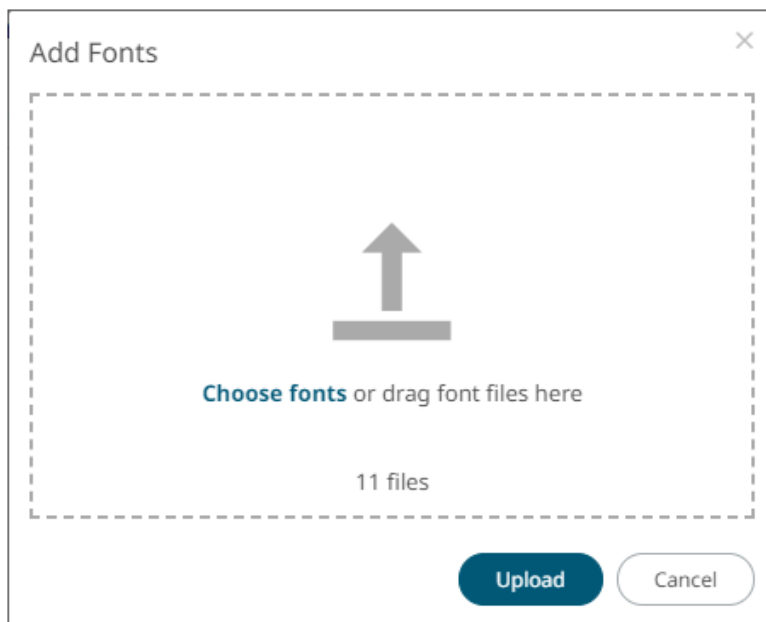 Add Fonts
Choose fonts or drag font files here
11 files
Upload
Cancel